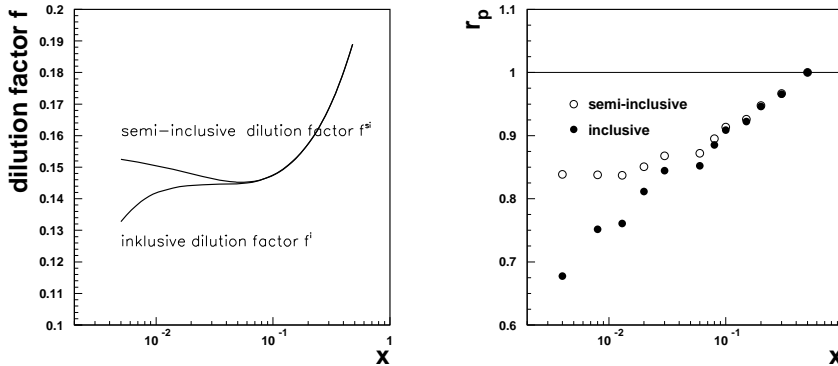 dilution factor f
0.2
0.19
0.18
0.17
0.16
0.15
0.14
0.13
0.12
0.11
0.1
semi-inclusive dilution factor f^si
inklusive dilution factor f^i
10^-2
10^-1
1
x
r_p
1.1
1
0.9
0.8
0.7
0.6
semi-inclusive
inclusive
10^-2
10^-1
x